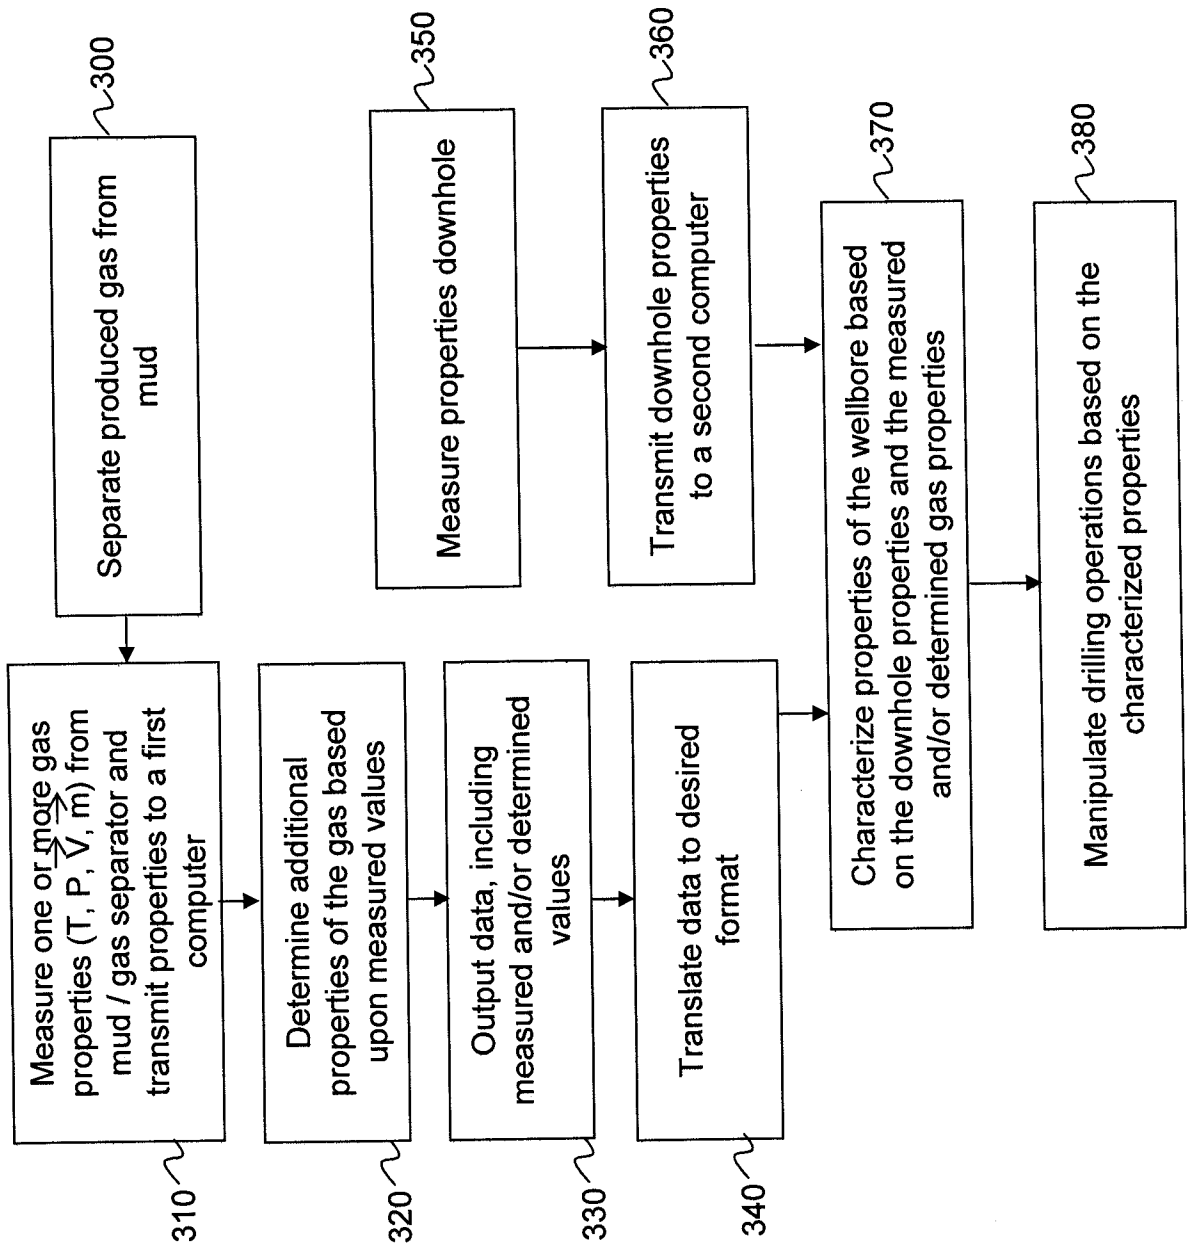 300
Separate produced gas from
mud
310
Measure one or more gas
properties (T, P, V, m) from
mud / gas separator and
transmit properties to a first
computer
320
Determine additional
properties of the gas based
upon measured values
330
Output data, including
measured and/or determined
values
340
Translate data to desired
format
350
Measure properties downhole
360
Transmit downhole properties
to a second computer
370
Characterize properties of the wellbore based
on the downhole properties and the measured
and/or determined gas properties
380
Manipulate drilling operations based on the
characterized properties